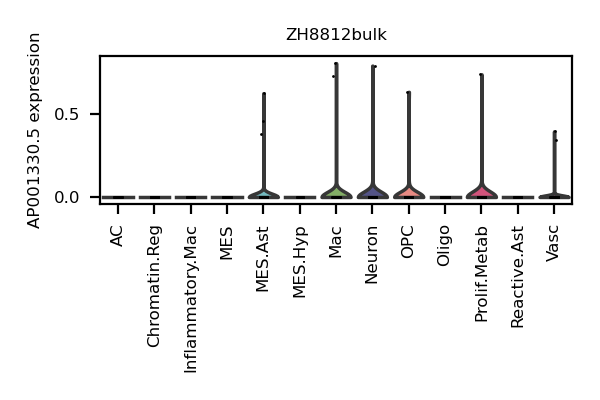 ZH8812bulk
AP001330.5 expression
0.5
0.0
AC
Chromatin.Reg
Inflammatory.Mac
MES
MES.Ast
MES.Hyp
Mac
Neuron
OPC
Oligo
Prolif.Metab
Reactive.Ast
Vasc